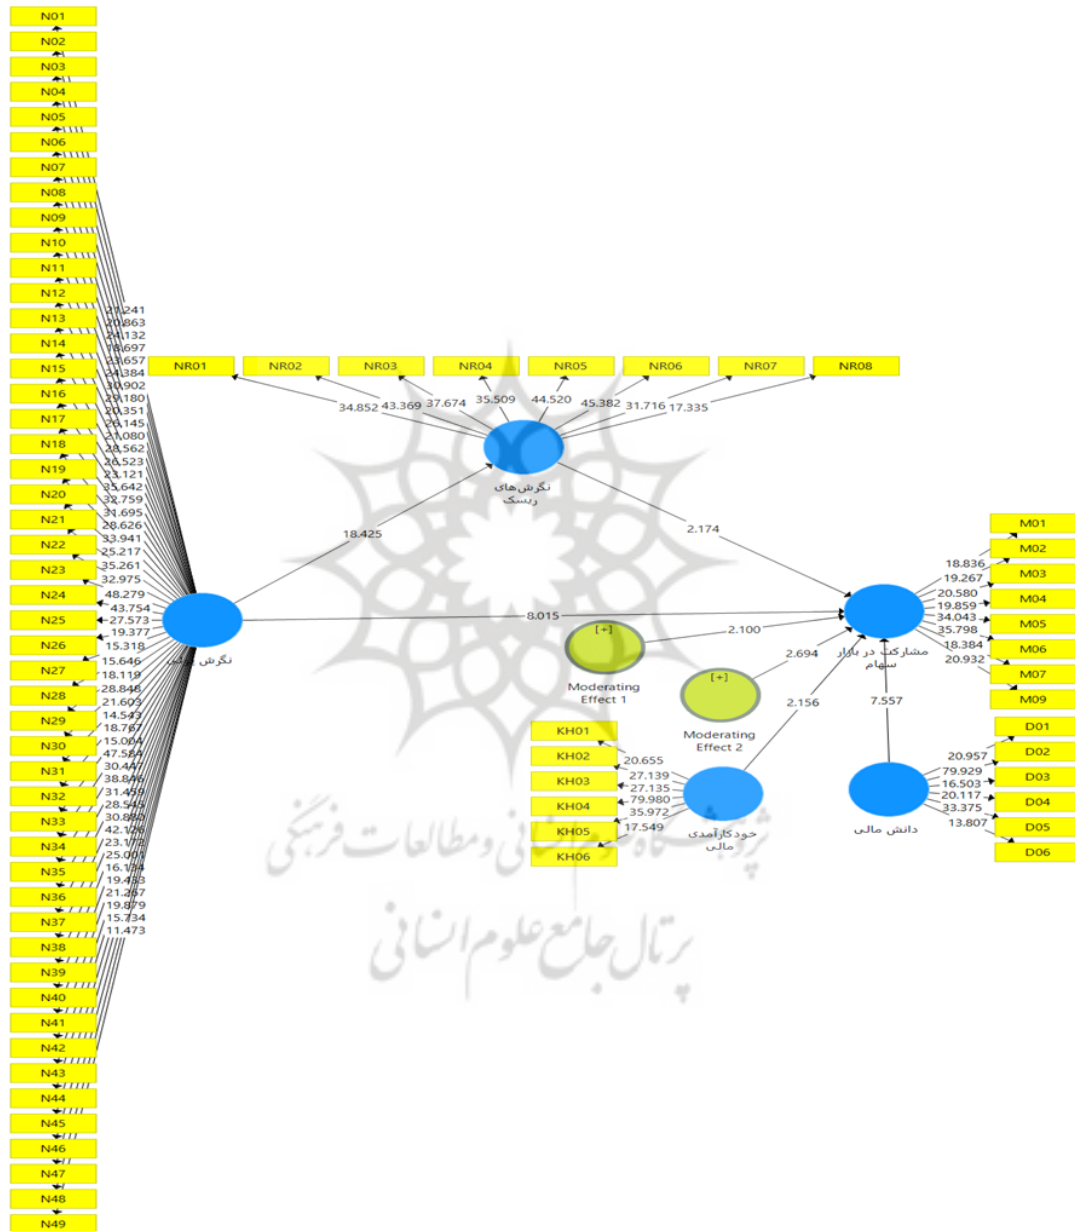 N01
N02
N03
N04
N05
N06
N07
N08
N09
N10
N11
N12
N13
N14
N15
N16
N17
N18
N19
N20
N21
N22
N23
N24
N25
N26
N27
N28
N29
N30
N31
N32
N33
N34
N35
N36
N37
N38
N39
N40
N41
N42
N43
N44
N45
N46
N47
N48
N49
21.241
20.863
24.132
18.697
23.657
24.384
30.902
29.180
20.351
26.145
21.080
28.562
26.523
23.121
35.642
32.759
31.695
28.626
33.941
25.217
35.261
32.975
48.279
43.754
27.573
19.377
15.318
15.646
18.119
28.848
21.603
14.543
18.767
15.004
47.584
30.447
38.846
31.459
28.545
30.880
42.126
23.172
25.001
16.134
19.433
21.267
19.879
15.734
11.473
نگرش
NR01 NR02 NR03 NR04 NR05 NR06 NR07 NR08
34.852 43.369 37.674 35.509 44.520 45.382 31.716 17.335
نگرش‌های
ریسک
18.425
2.174
8.015
2.100
2.694
2.156
7.557
[+]
Moderating
Effect 1
[+]
Moderating
Effect 2
مشارکت در بازار
سهام
M01
M02
M03
M04
M05
M06
M07
M09
18.836
19.267
20.580
19.859
34.043
35.798
18.384
20.932
KH01
KH02
KH03
KH04
KH05
KH06
20.655
27.139
27.135
79.980
35.972
17.549
خودکارآمدی
مالی
دانش مالی
D01
D02
D03
D04
D05
D06
20.957
79.929
16.503
20.117
33.375
13.807
پژوهشگاه علوم انسانی و مطالعات فرهنگی
پرتال جامع علوم انسانی